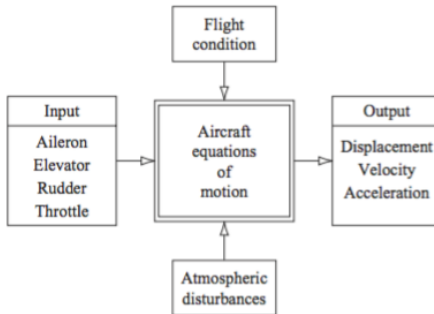 Flight
condition
Input
Aileron
Elevator
Rudder
Throttle
Aircraft
equations
of
motion
Output
Displacement
Velocity
Acceleration
Atmospheric
disturbances